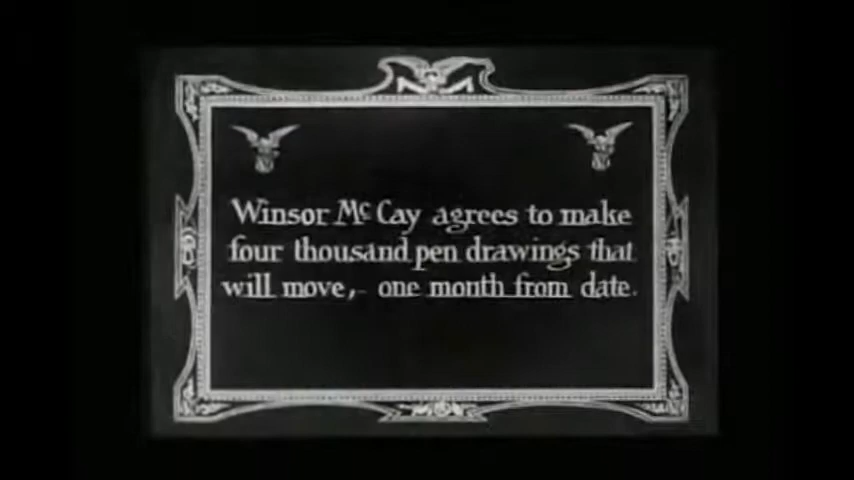 Winsor McCay agrees to make
four thousand pen drawings that
will move,- one month from date.